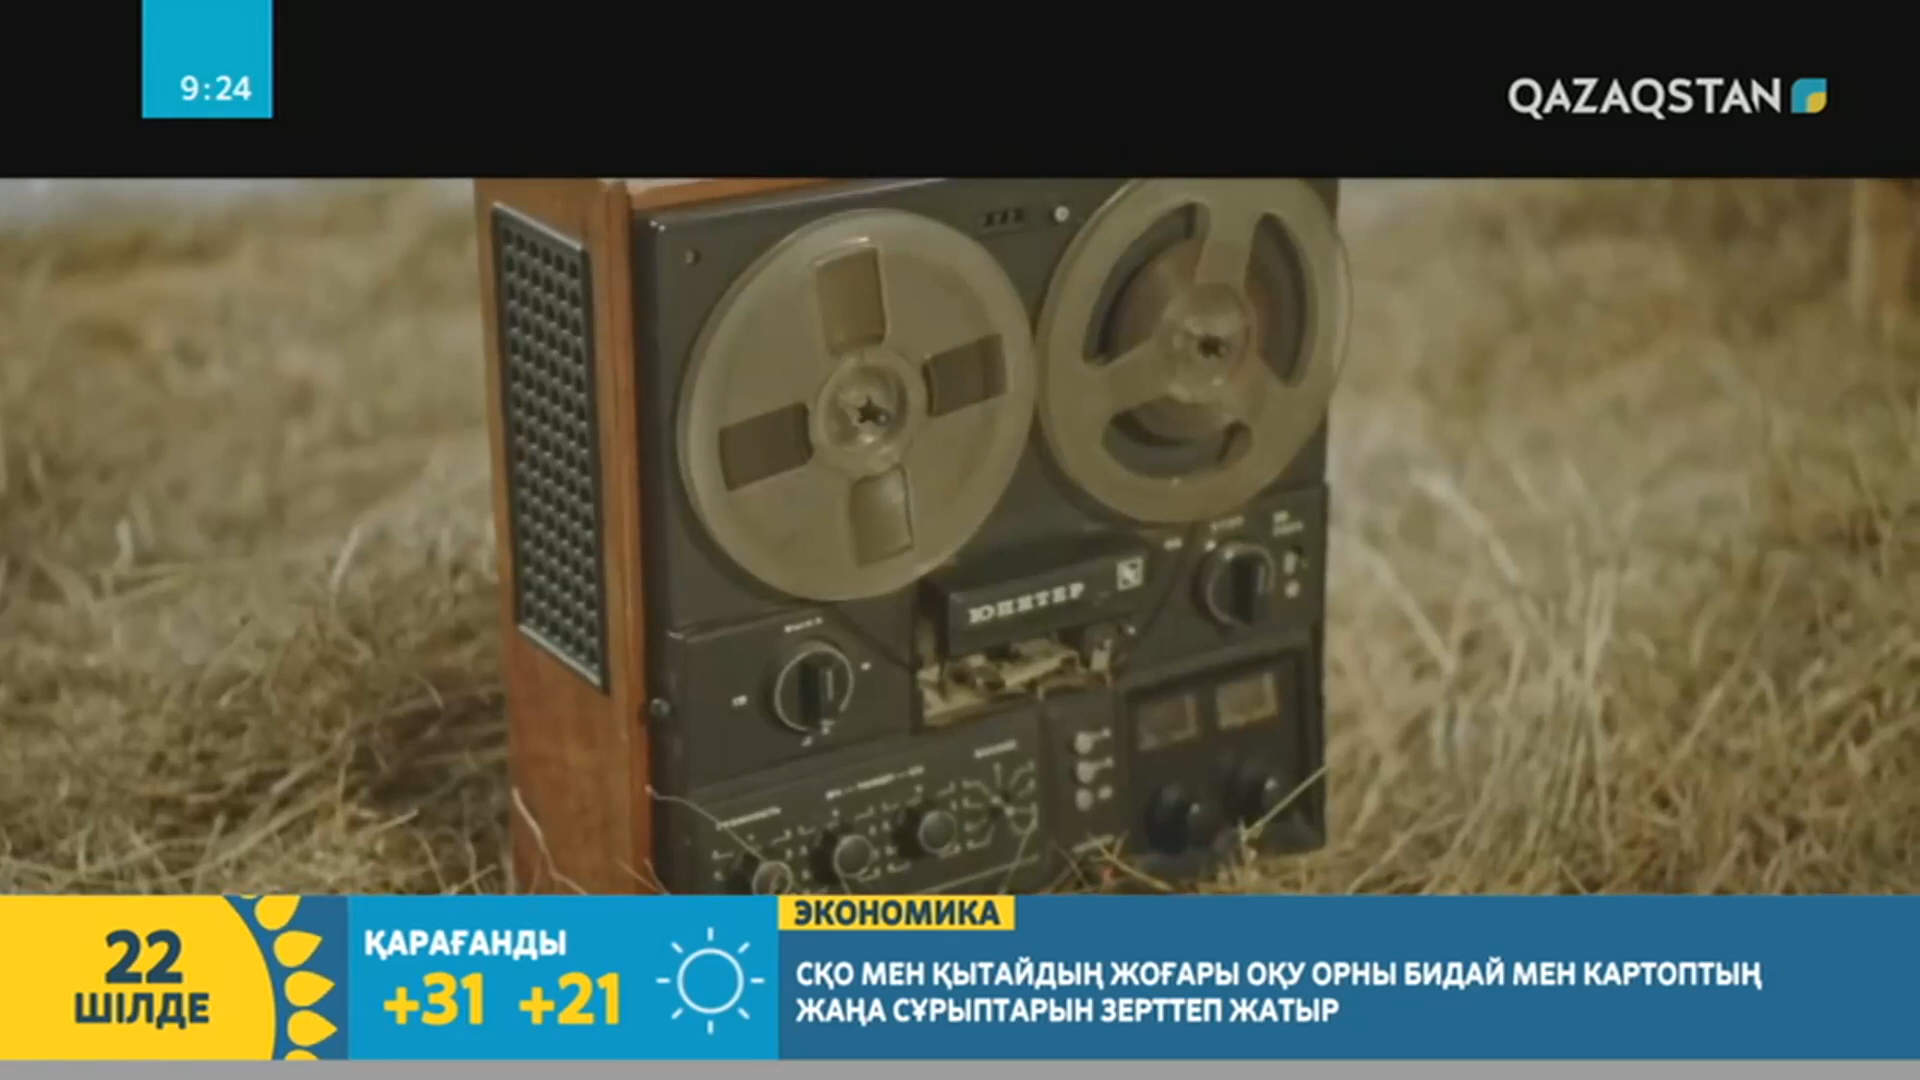 9:24
QAZAQSTAN
ЮПИТЕР
22
ШІЛДЕ
ҚАРАҒАНДЫ
+31 +21
ЭКОНОМИКА
СҚО МЕН ҚЫТАЙДЫҢ ЖОҒАРЫ ОҚУ ОРНЫ БИДАЙ МЕН КАРТОПТЫҢ
ЖАҢА СҰРЫПТАРЫН ЗЕРТТЕП ЖАТЫР